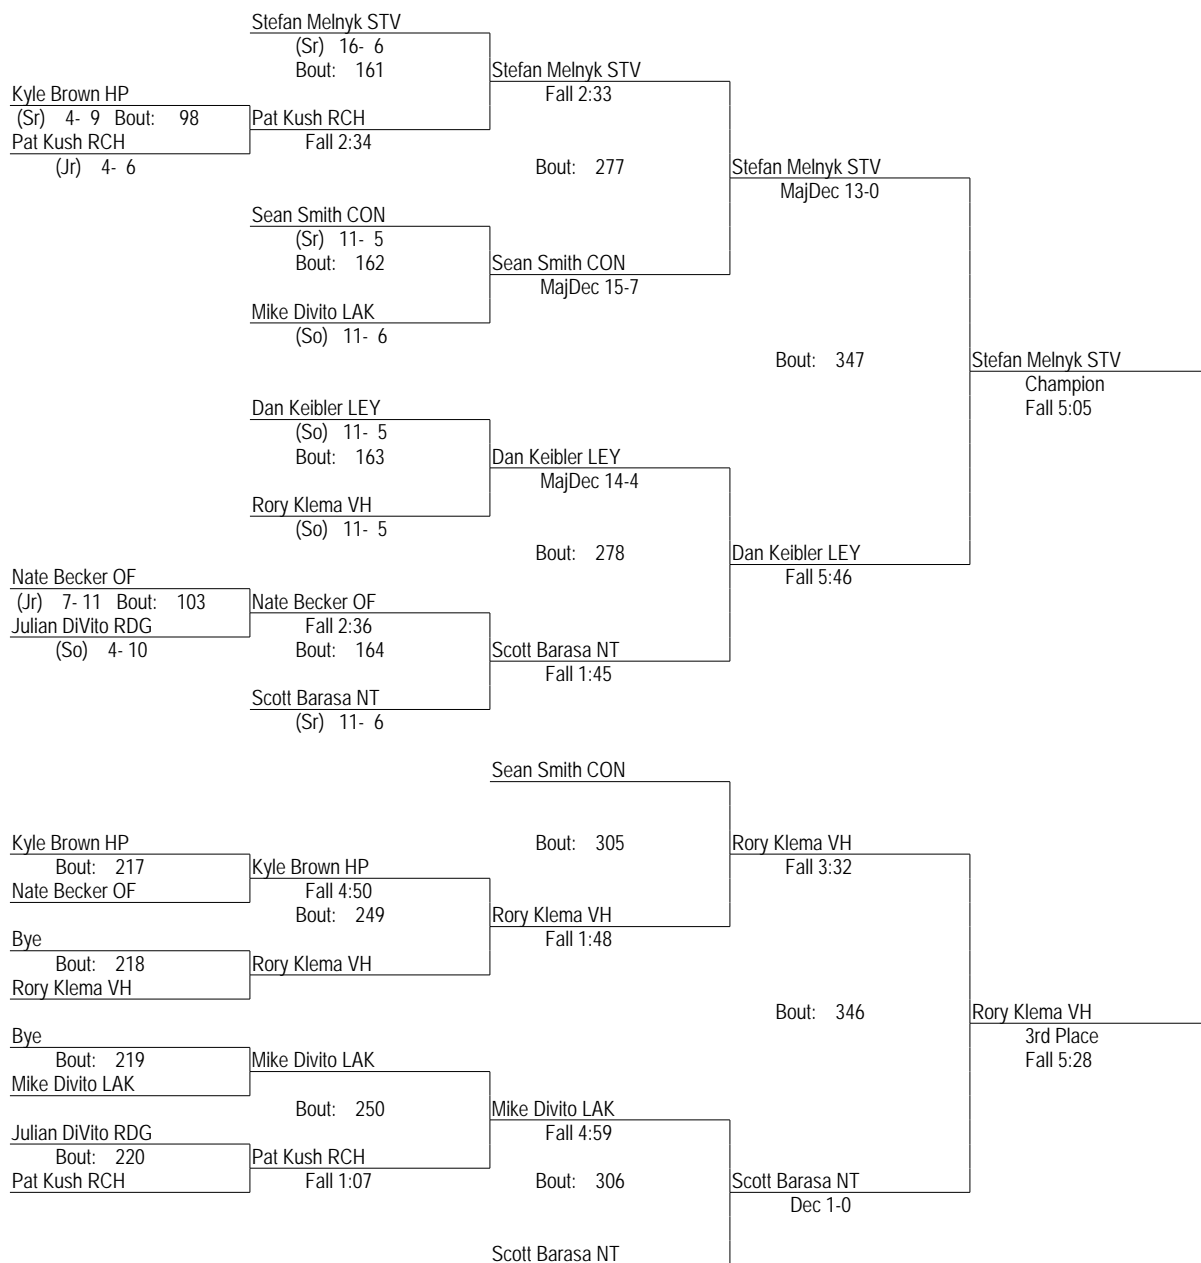 Stefan Melnyk STV
(Sr) 16- 6
Bout: 161
Stefan Melnyk STV
Fall 2:33
Kyle Brown HP
(Sr) 4- 9 Bout: 98
Pat Kush RCH
Pat Kush RCH
Fall 2:34
(Jr) 4- 6
Bout: 277
Stefan Melnyk STV
MajDec 13-0
Sean Smith CON
(Sr) 11- 5
Bout: 162
Sean Smith CON
MajDec 15-7
Mike Divito LAK
(So) 11- 6
Bout: 347
Stefan Melnyk STV
Champion
Fall 5:05
Dan Keibler LEY
(So) 11- 5
Bout: 163
Dan Keibler LEY
MajDec 14-4
Rory Klema VH
(So) 11- 5
Bout: 278
Dan Keibler LEY
Fall 5:46
Nate Becker OF
(Jr) 7- 11 Bout: 103
Nate Becker OF
Julian DiVito RDG
Fall 2:36
(So) 4- 10
Bout: 164
Scott Barasa NT
Fall 1:45
Scott Barasa NT
(Sr) 11- 6
Sean Smith CON
Kyle Brown HP
Bout: 305
Rory Klema VH
Bout: 217
Kyle Brown HP
Fall 3:32
Nate Becker OF
Fall 4:50
Bout: 249
Rory Klema VH
Fall 1:48
Bye
Bout: 218
Rory Klema VH
Rory Klema VH
Bout: 346
Rory Klema VH
3rd Place
Fall 5:28
Bye
Bout: 219
Mike Divito LAK
Mike Divito LAK
Bout: 250
Mike Divito LAK
Fall 4:59
Julian DiVito RDG
Bout: 220
Pat Kush RCH
Pat Kush RCH
Fall 1:07
Bout: 306
Scott Barasa NT
Dec 1-0
Scott Barasa NT